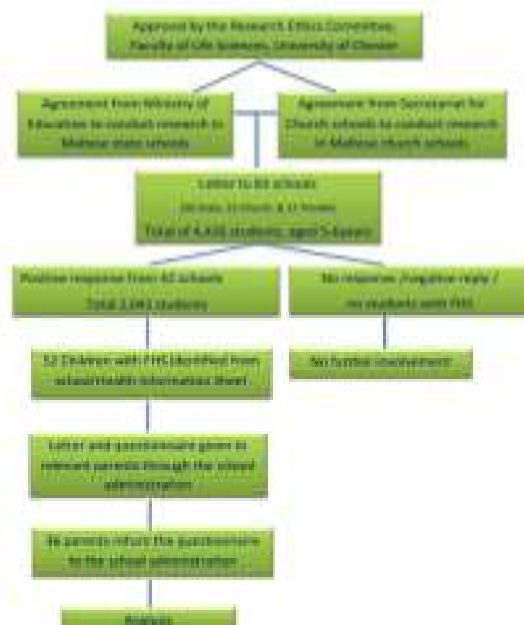 Approved by the Research Ethics Committee,
Faculty of Life Sciences, University of Chester
Agreement from Ministry of
Education to conduct research in
Maltese state schools
Agreement from Secretariat for
Church schools to conduct research
in Maltese church schools
Letter to schools
Total of students, aged 5-6years
Positive response from schools
Total students
No response /negative reply /
no students with FHS
52 Children with FHS identified from
school Health Information Sheet
No further involvement
Letter and questionnaire given to
relevant parents through the school
administration
parents return the questionnaire
to the school administration
Analysis